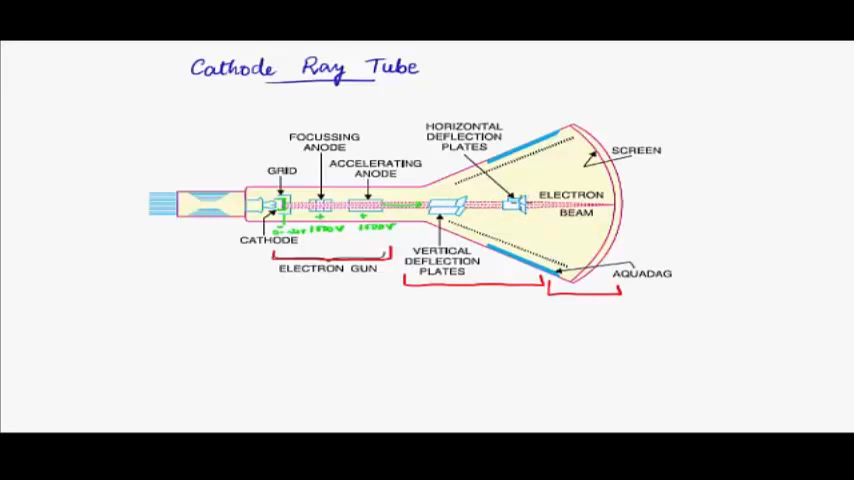 Cathode Ray Tube
HORIZONTAL
DEFLECTION
PLATES
FOCUSSING
ANODE
SCREEN
ACCELERATING
ANODE
GRID
ELECTRON
BEAM
CATHODE
1500V
VERTICAL
DEFLECTION
PLATES
ELECTRON GUN
AQUADAG